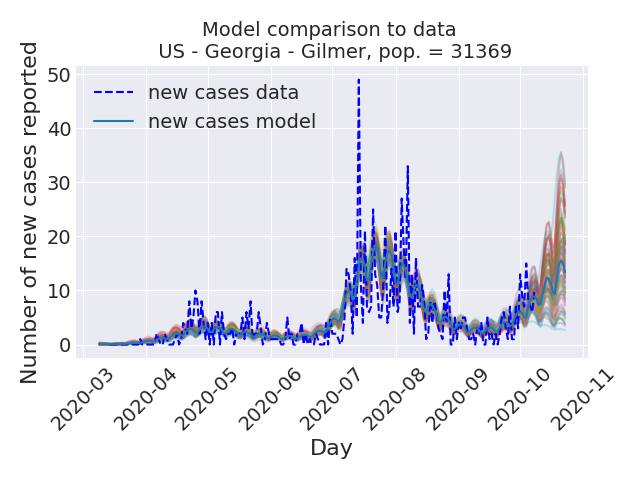 Model comparison to data
US - Georgia - Gilmer, pop. = 31369
Number of new cases reported
50
40
30
20
10
0
new cases data
new cases model
2020-03
2020-04
2020-05
2020-06
2020-07
2020-08
2020-09
2020-10
2020-11
Day